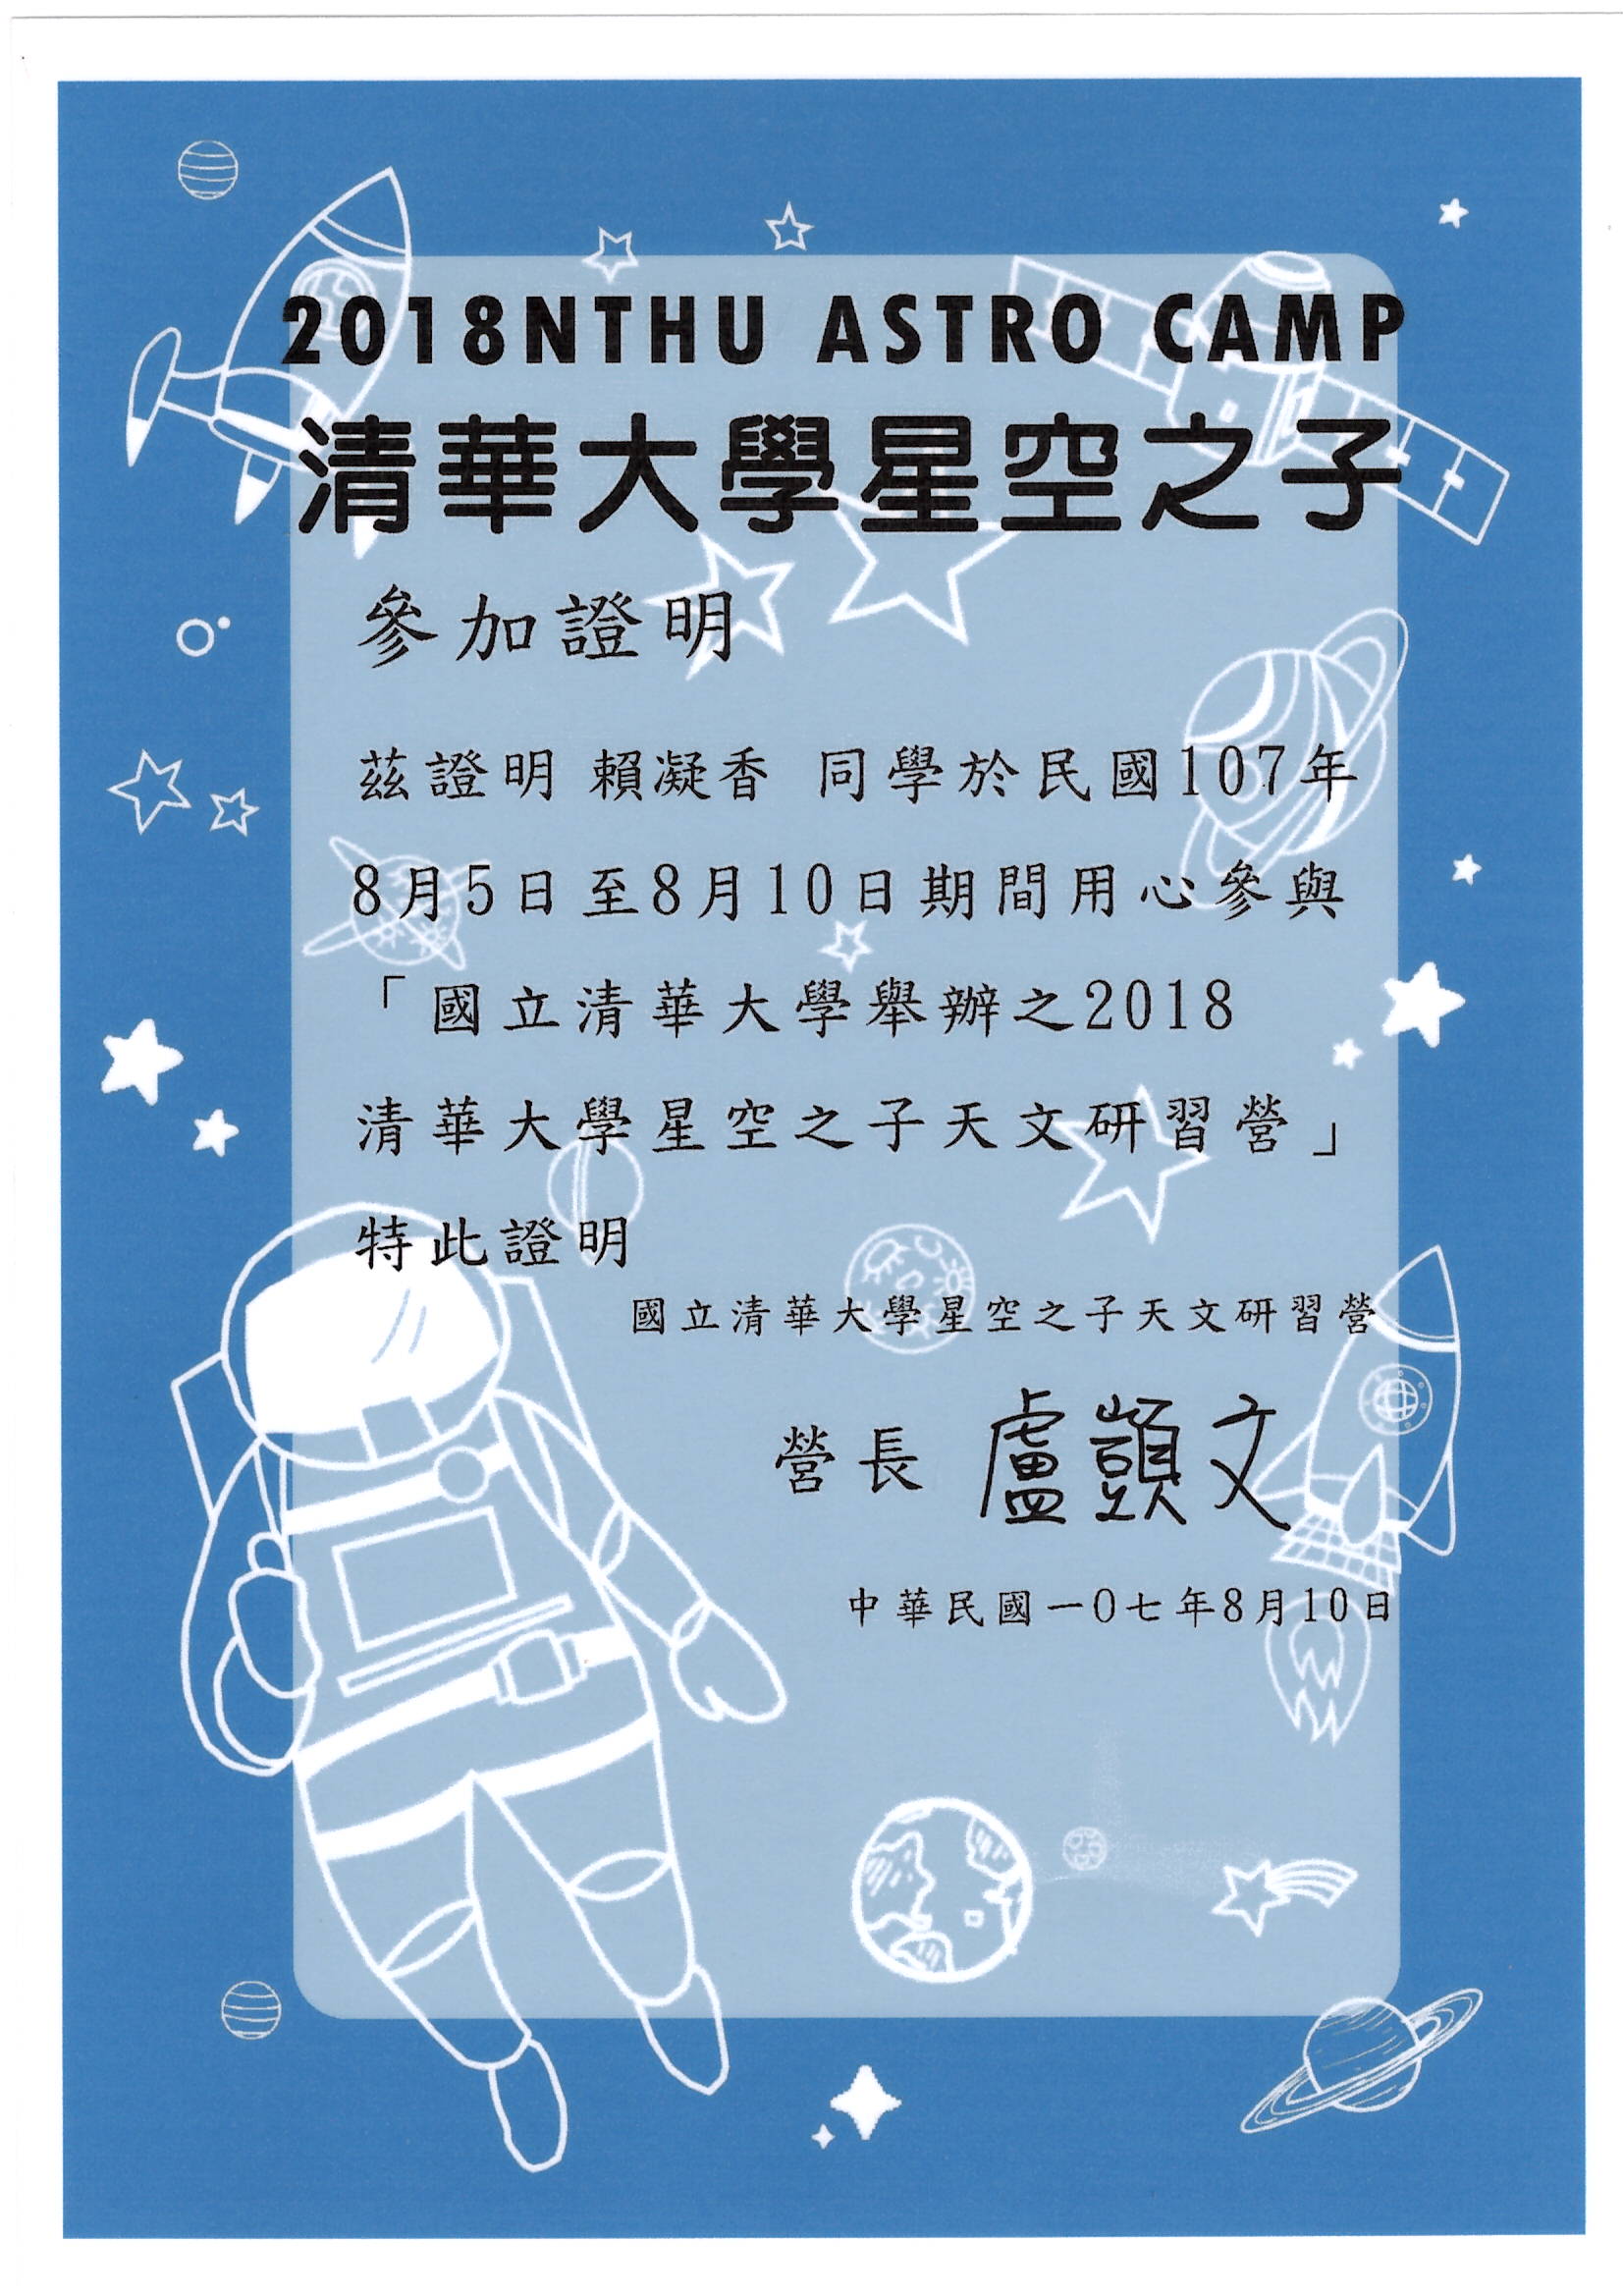 2018NTHU ASTRO CAMP
清華大學星空之子
參加證明
茲證明 賴凝香 同學於民國107年
8月5日至8月10日期間用心參與
「國立清華大學舉辦之2018
清華大學星空之子天文研習營」
特此證明
國立清華大學星空之子天文研習營
營長 盧顗文
中華民國一〇七年8月10日